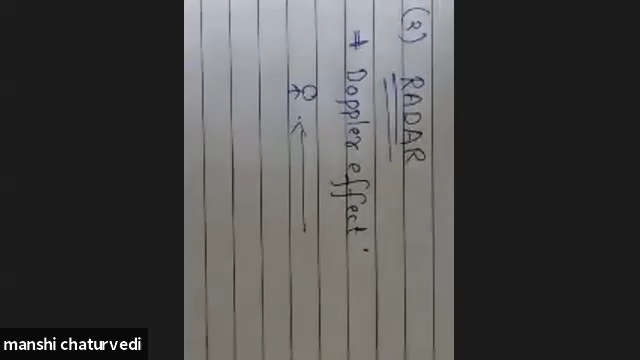 (2) RADAR
→ Doppler effect
manshi chaturvedi